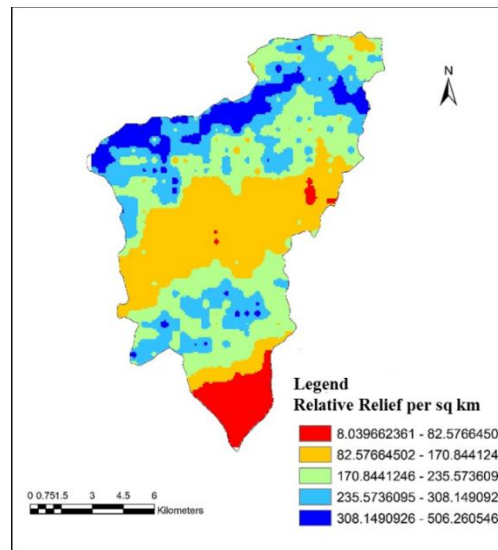 N
Legend
Relative Relief per sq km
8.039662361 - 82.5766450
82.57664502 - 170.844124
170.8441246 - 235.573609
235.5736095 - 308.149092
308.1490926 - 506.260546
0 0.751.5 3 4.5 6
Kilometers